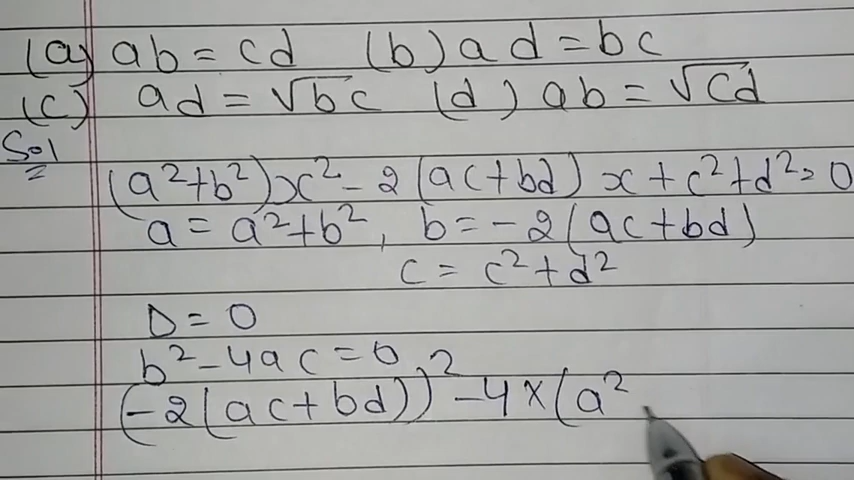 (a) ab = cd (b) ad = bc
(c) ad = √bc (d) ab = √cd
Sol
(a²+b²)x² - 2(ac+bd) x + c²+d² = 0
a = a²+b², b = -2(ac+bd)
c = c²+d²
D = 0
b² - 4ac = 0
(-2(ac+bd))² - 4×(a²